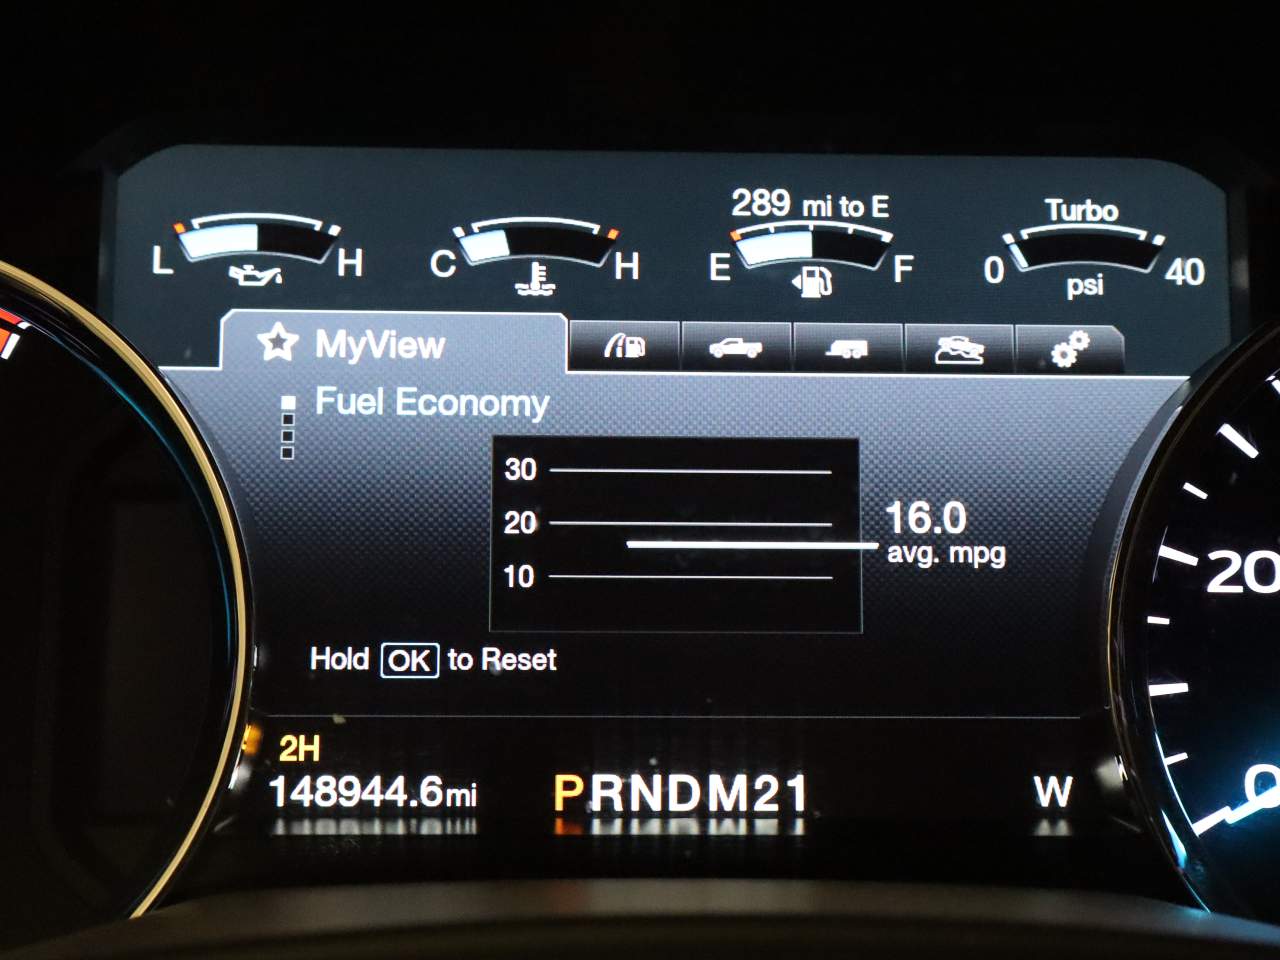 289 mi to E
Turbo
L H
C H
E F
0 40
psi
MyView
Fuel Economy
30
20
10
16.0
avg. mpg
Hold OK to Reset
2H
148944.6mi
PRNDM21
W
20
0